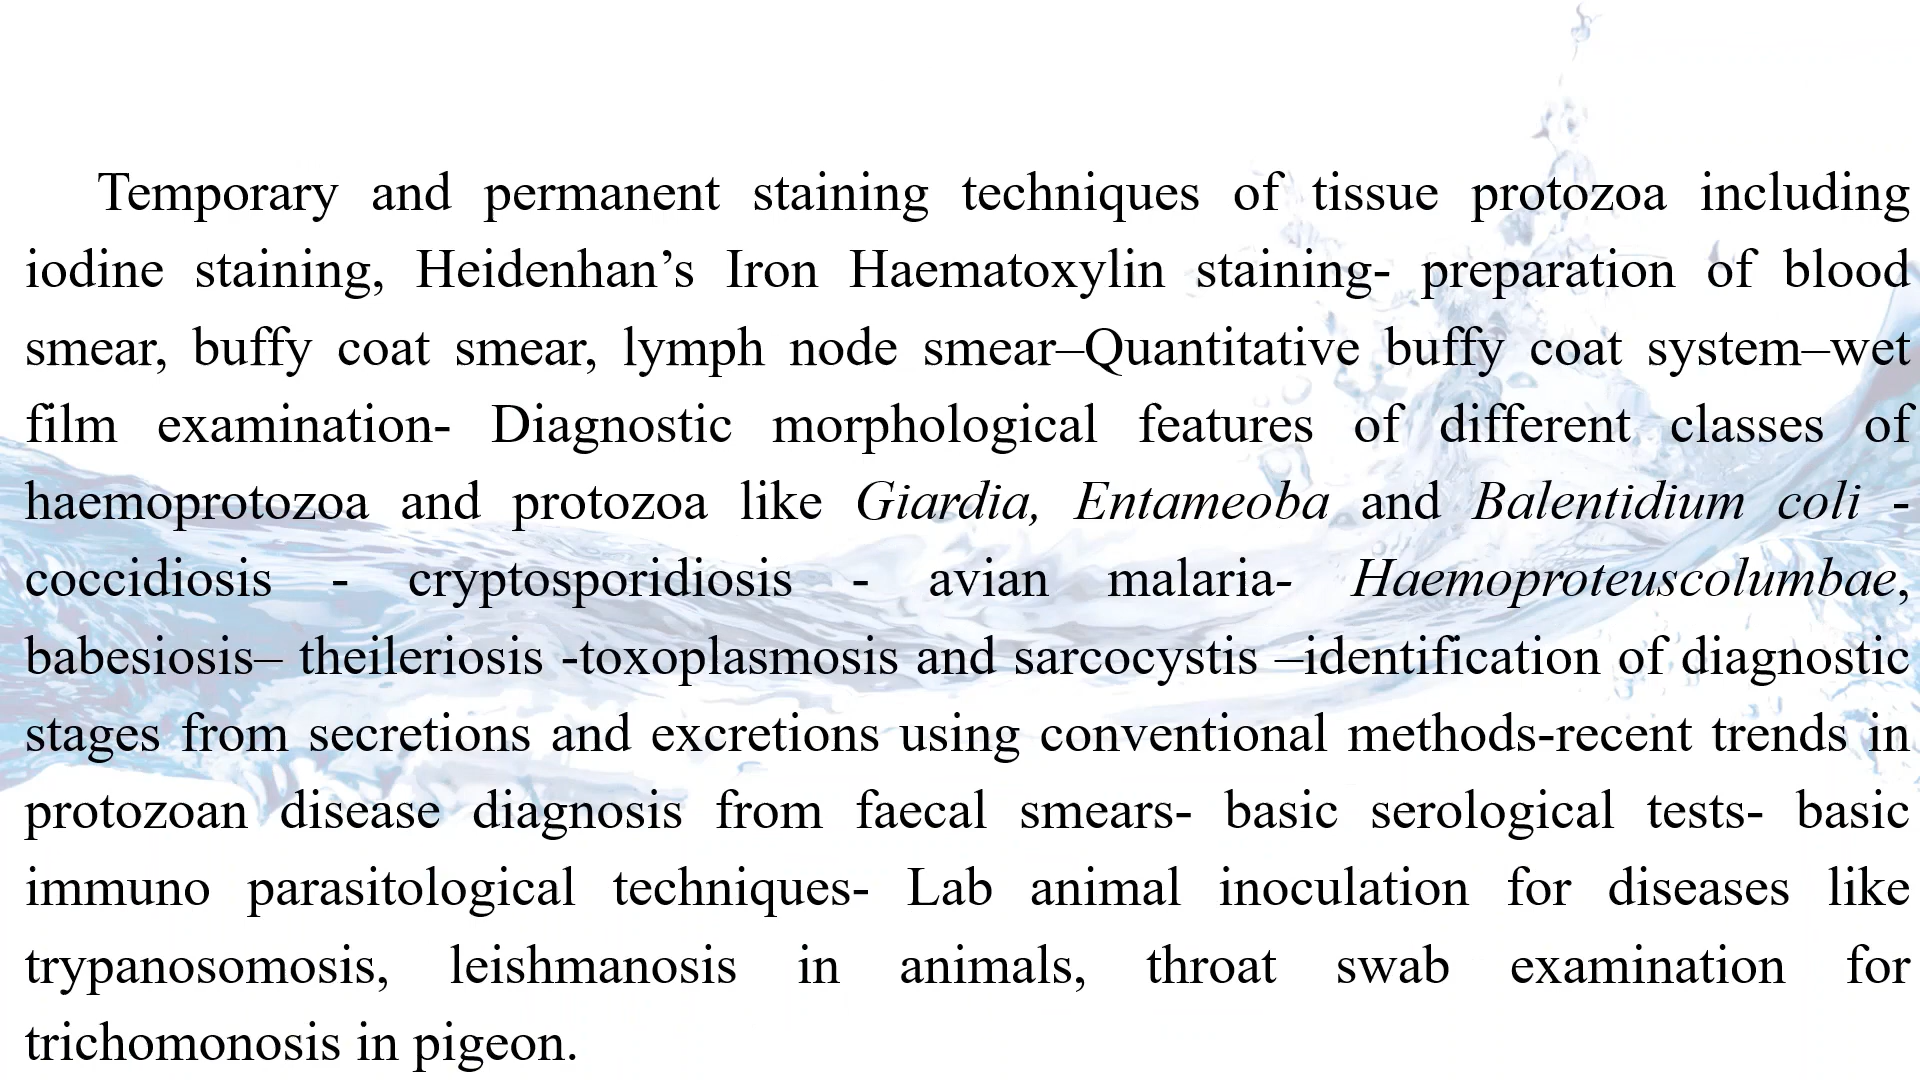 Temporary and permanent staining techniques of tissue protozoa including
iodine staining, Heidenhan’s Iron Haematoxylin staining- preparation of blood
smear, buffy coat smear, lymph node smear–Quantitative buffy coat system–wet
film examination- Diagnostic morphological features of different classes of
haemoprotozoa and protozoa like Giardia, Entameoba and Balentidium coli -
coccidiosis - cryptosporidiosis - avian malaria- Haemoproteuscolumbae,
babesiosis– theileriosis -toxoplasmosis and sarcocystis –identification of diagnostic
stages from secretions and excretions using conventional methods-recent trends in
protozoan disease diagnosis from faecal smears- basic serological tests- basic
immuno parasitological techniques- Lab animal inoculation for diseases like
trypanosomosis, leishmanosis in animals, throat swab examination for
trichomonosis in pigeon.